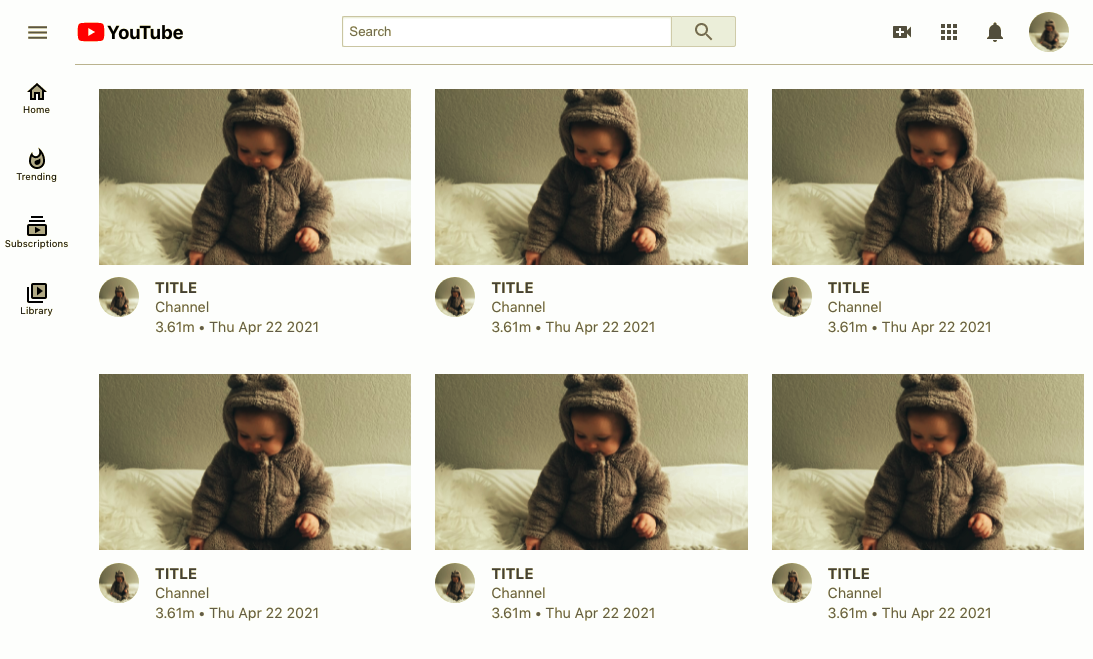 YouTube
Search
Home
Trending
Subscriptions
Library
TITLE
Channel
3.61m • Thu Apr 22 2021
TITLE
Channel
3.61m • Thu Apr 22 2021
TITLE
Channel
3.61m • Thu Apr 22 2021
TITLE
Channel
3.61m • Thu Apr 22 2021
TITLE
Channel
3.61m • Thu Apr 22 2021
TITLE
Channel
3.61m • Thu Apr 22 2021